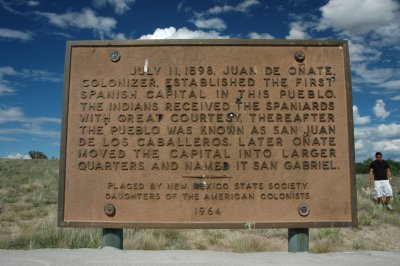 JULY 11, 1598, JUAN DE OÑATE,
COLONIZER, ESTABLISHED THE FIRST
SPANISH CAPITAL IN THIS PUEBLO.
THE INDIANS RECEIVED THE SPANIARDS
WITH GREAT COURTESY. THEREAFTER
THE PUEBLO WAS KNOWN AS SAN JUAN
DE LOS CABALLEROS. LATER OÑATE
MOVED THE CAPITAL INTO LARGER
QUARTERS AND NAMED IT SAN GABRIEL.
PLACED BY NEW MEXICO STATE SOCIETY
DAUGHTERS OF THE AMERICAN COLONISTS
1964